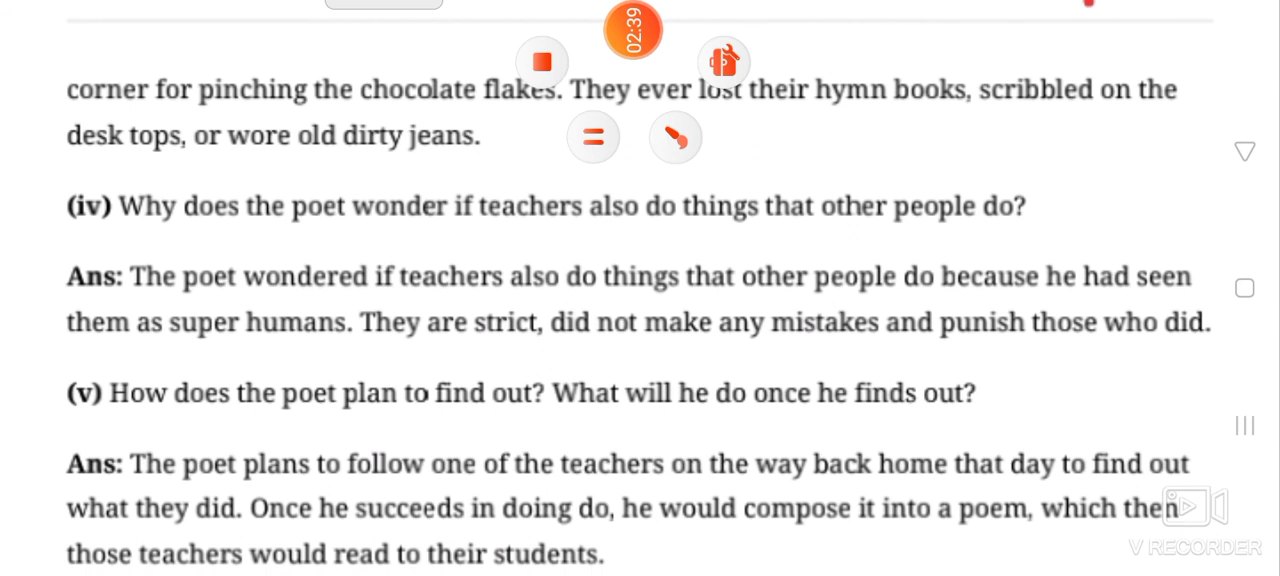 02:39
corner for pinching the chocolate flakes. They ever lost their hymn books, scribbled on the
desk tops, or wore old dirty jeans.
(iv) Why does the poet wonder if teachers also do things that other people do?
Ans: The poet wondered if teachers also do things that other people do because he had seen
them as super humans. They are strict, did not make any mistakes and punish those who did.
(v) How does the poet plan to find out? What will he do once he finds out?
Ans: The poet plans to follow one of the teachers on the way back home that day to find out
what they did. Once he succeeds in doing do, he would compose it into a poem, which then
those teachers would read to their students.
V RECORDER